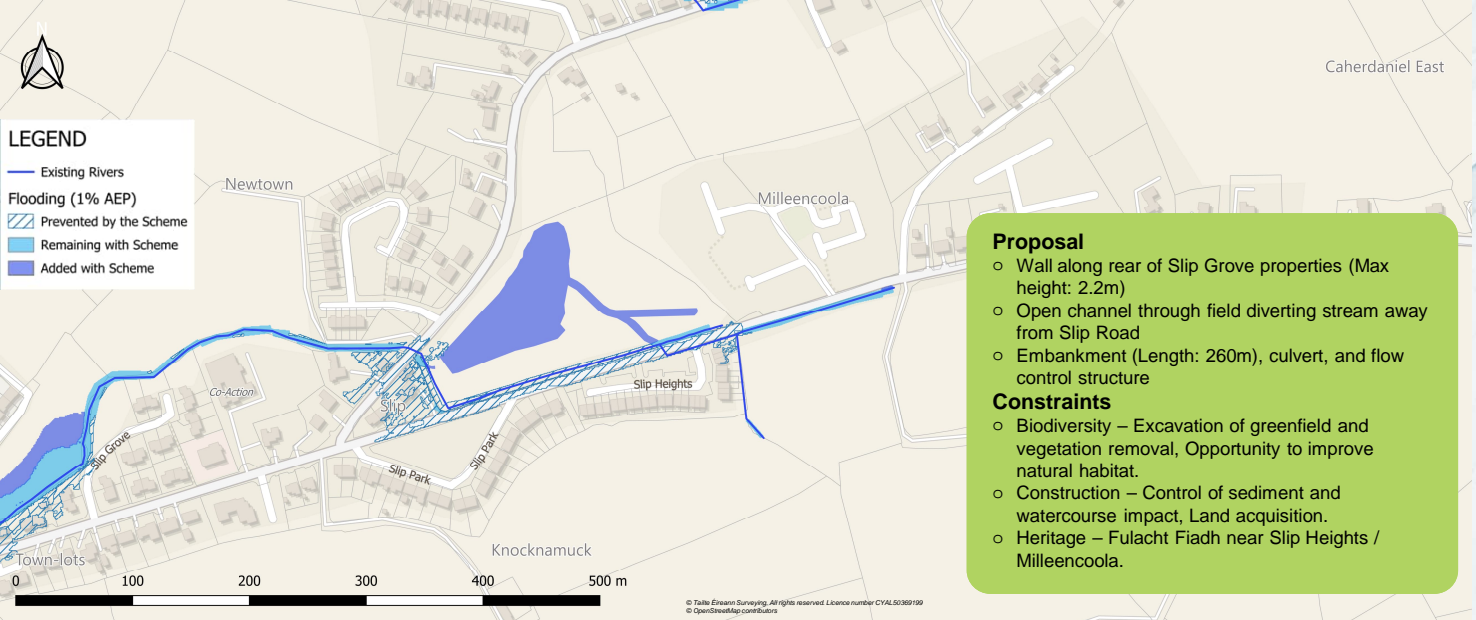 N
Caherdaniel East
LEGEND
Existing Rivers
Flooding (1% AEP)
Prevented by the Scheme
Remaining with Scheme
Added with Scheme
Newtown
Milleencoola
Co-Action
Slip
Slip Heights
Slip Grove
Slip Park
Slip Park
Knocknamuck
Town-lots
0 100 200 300 400 500 m
© Tailte Éireann Surveying, All rights reserved. Licence number CYAL50369199
© OpenStreetMap contributors
Proposal
o Wall along rear of Slip Grove properties (Max
height: 2.2m)
o Open channel through field diverting stream away
from Slip Road
o Embankment (Length: 260m), culvert, and flow
control structure
Constraints
o Biodiversity – Excavation of greenfield and
vegetation removal, Opportunity to improve
natural habitat.
o Construction – Control of sediment and
watercourse impact, Land acquisition.
o Heritage – Fulacht Fiadh near Slip Heights /
Milleencoola.